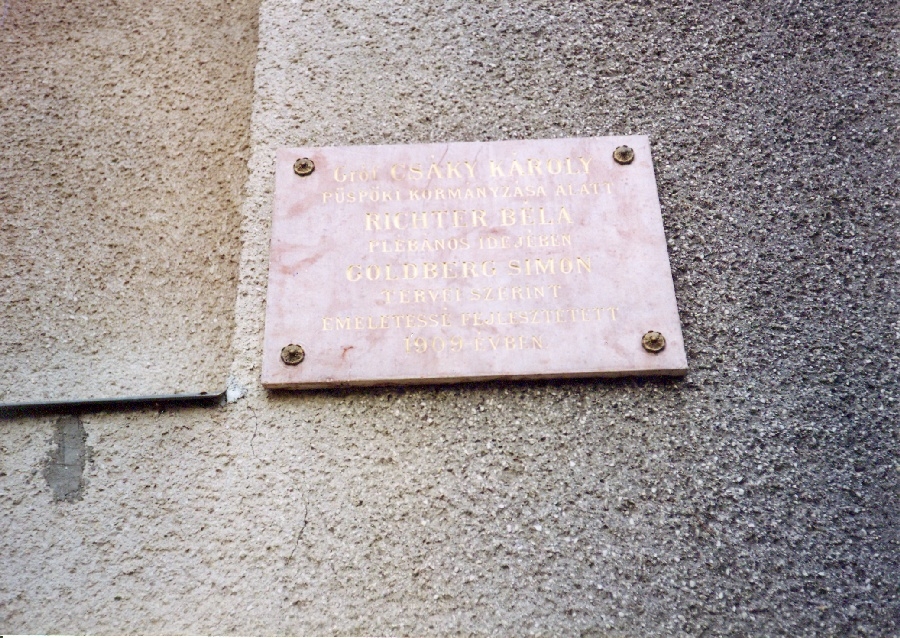 Gróf CSÁKY KÁROLY
PÜSPÖKI KORMÁNYZÁSA ALATT
RICHTER BÉLA
PLÉBÁNOS IDEJÉBEN
GOLDBERG SIMON
TERVEI SZERINT
EMELETESSÉ FEJLESZTETETT
1909 ÉVBEN